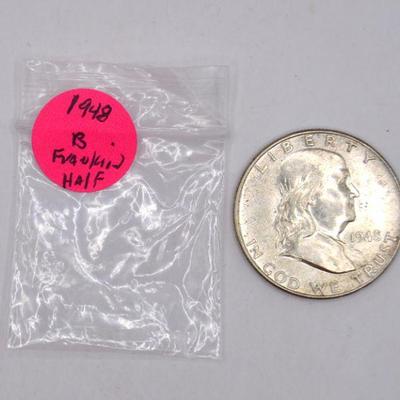 1948
B
Franklin
Half
LIBERTY
1948
IN GOD WE TRUST